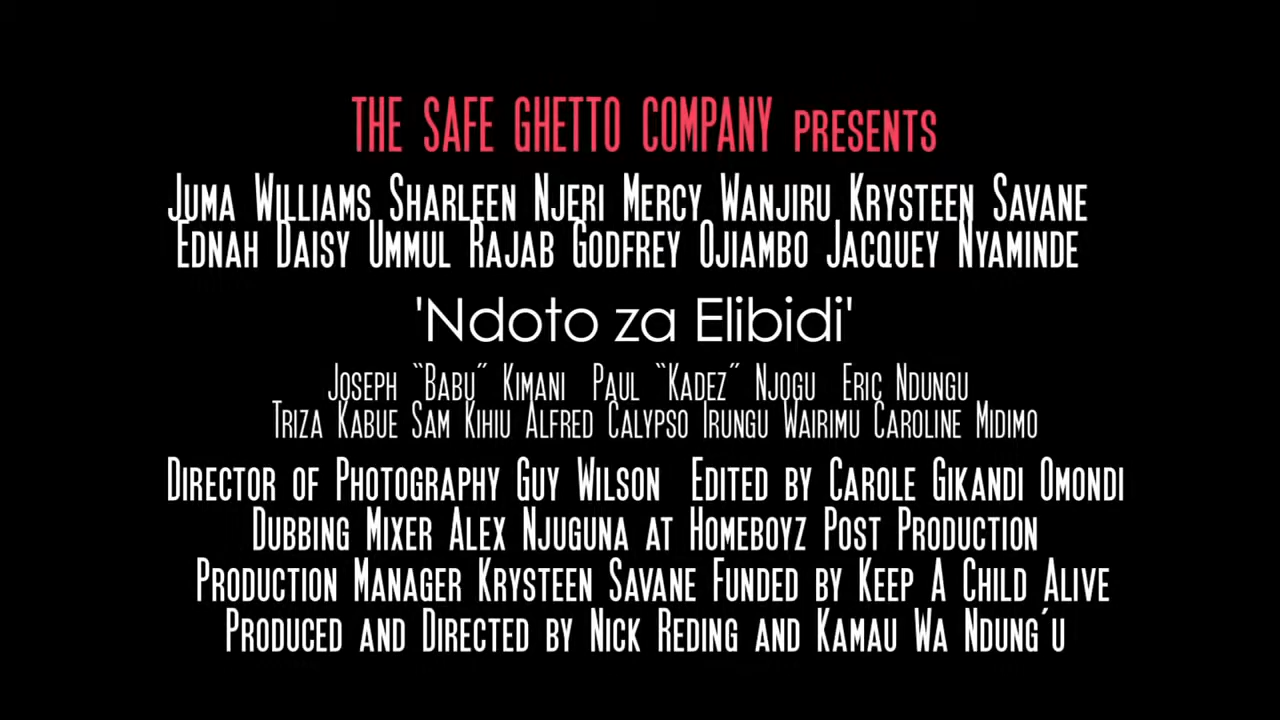 THE SAFE GHETTO COMPANY PRESENTS
JUMA WILLIAMS SHARLEEN NJERI MERCY WANJIRU KRYSTEEN SAVANE
EDNAH DAISY UMMUL RAJAB GODFREY OJIAMBO JACQUEY NYAMINDE
'Ndoto za Elibidi'
JOSEPH “BABU” KIMANI PAUL “KADEZ” NJOGU ERIC NDUNGU
TRIZA KABUE SAM KIHIU ALFRED CALYPSO IRUNGU WAIRIMU CAROLINE MIDIMO
DIRECTOR OF PHOTOGRAPHY GUY WILSON EDITED BY CAROLE GIKANDI OMONDI
DUBBING MIXER ALEX NJUGUNA AT HOMEBOYZ POST PRODUCTION
PRODUCTION MANAGER KRYSTEEN SAVANE FUNDED BY KEEP A CHILD ALIVE
PRODUCED AND DIRECTED BY NICK REDING AND KAMAU WA NDUNG´U